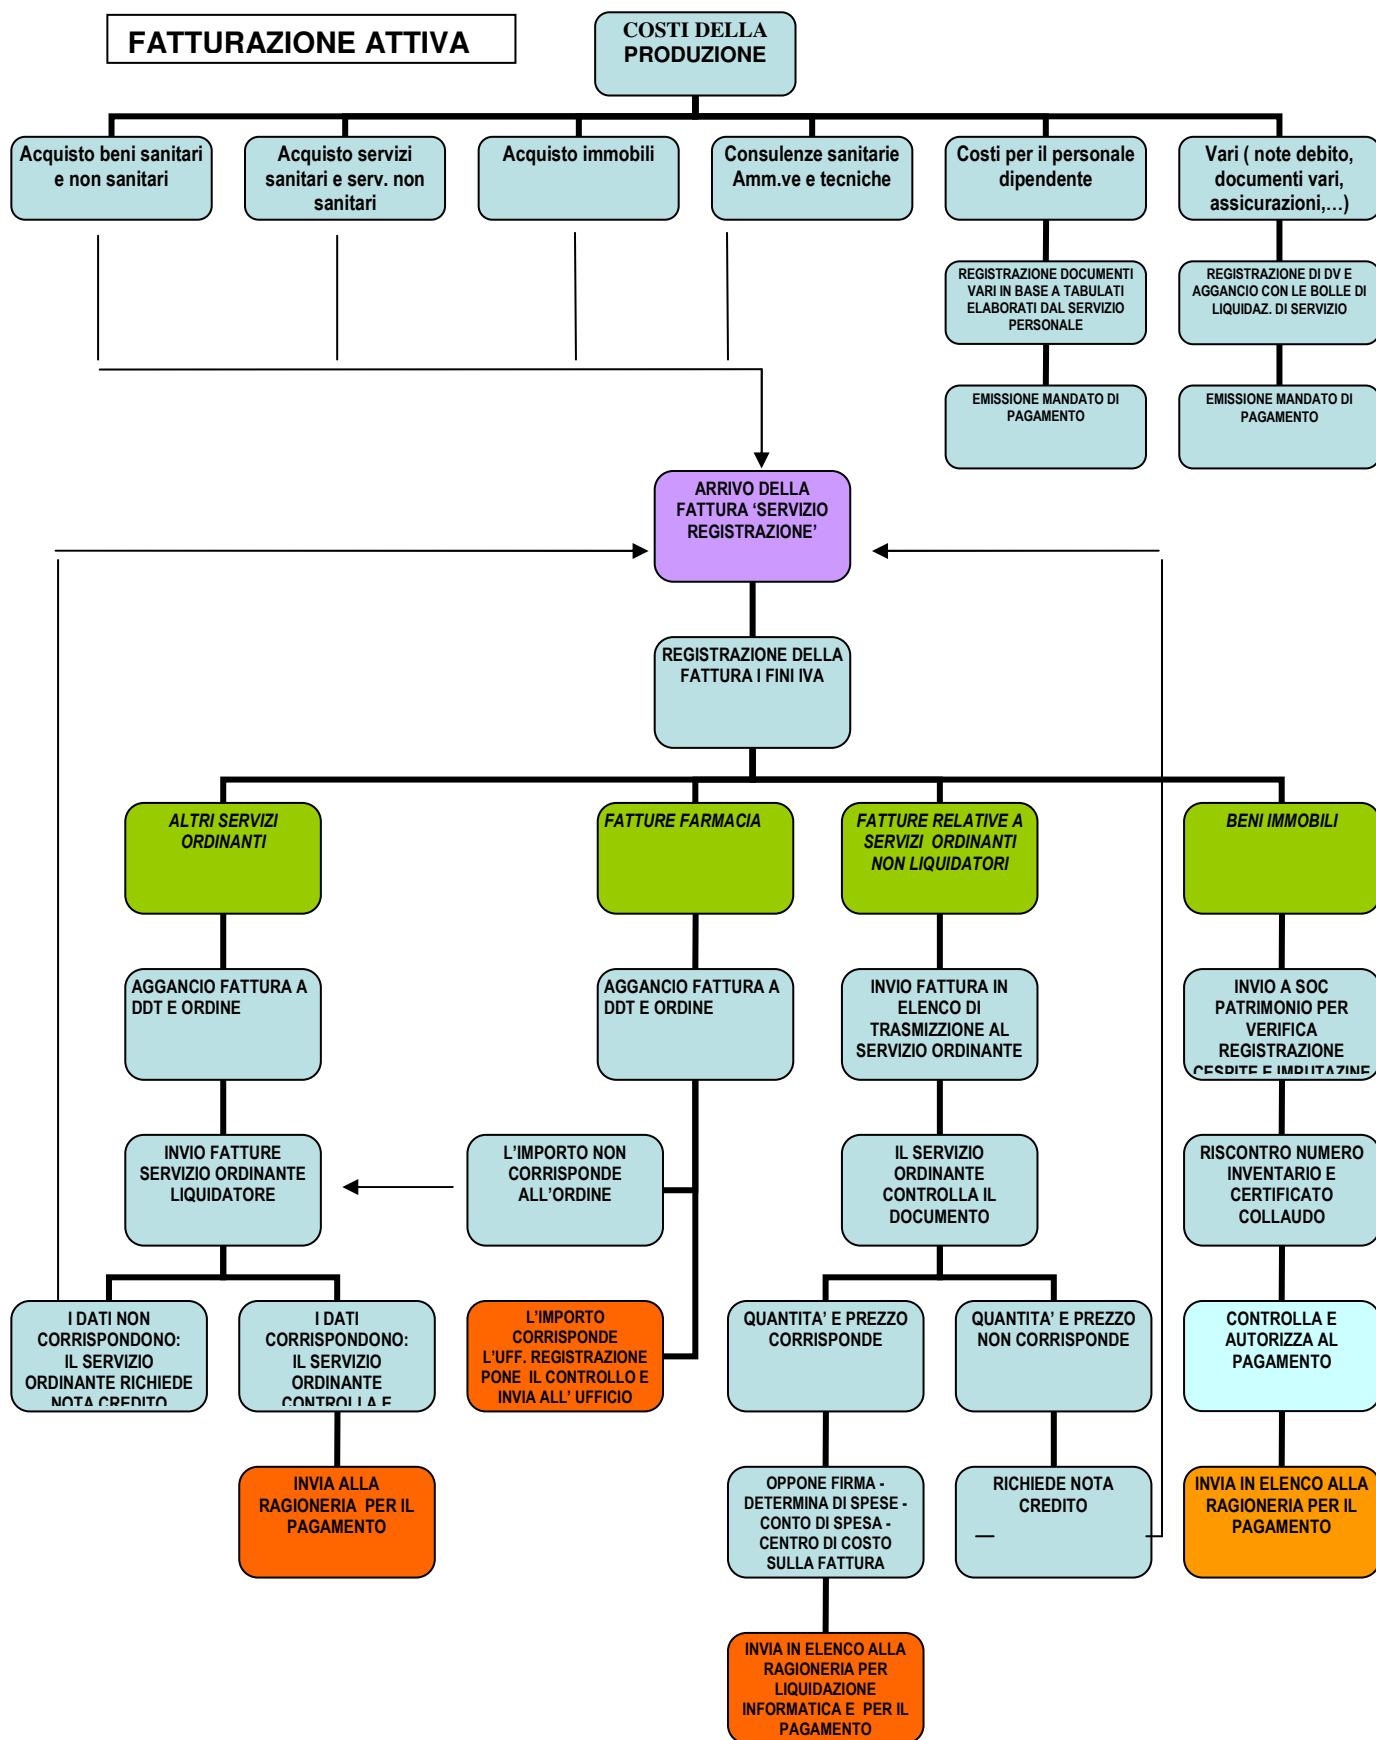 FATTURAZIONE ATTIVA
COSTI DELLA
PRODUZIONE
Acquisto beni sanitari
e non sanitari
Acquisto servizi
sanitari e serv. non
sanitari
Acquisto immobili
Consulenze sanitarie
Amm.ve e tecniche
Costi per il personale
dipendente
Vari ( note debito,
documenti vari,
assicurazioni,…)
REGISTRAZIONE DOCUMENTI
VARI IN BASE A TABULATI
ELABORATI DAL SERVIZIO
PERSONALE
REGISTRAZIONE DI DV E
AGGANCIO CON LE BOLLE DI
LIQUIDAZ. DI SERVIZIO
EMISSIONE MANDATO DI
PAGAMENTO
EMISSIONE MANDATO DI
PAGAMENTO
ARRIVO DELLA
FATTURA ‘SERVIZIO
REGISTRAZIONE’
REGISTRAZIONE DELLA
FATTURA I FINI IVA
ALTRI SERVIZI
ORDINANTI
FATTURE FARMACIA
FATTURE RELATIVE A
SERVIZI ORDINANTI
NON LIQUIDATORI
BENI IMMOBILI
AGGANCIO FATTURA A
DDT E ORDINE
AGGANCIO FATTURA A
DDT E ORDINE
INVIO FATTURA IN
ELENCO DI
TRASMIZZIONE AL
SERVIZIO ORDINANTE
INVIO A SOC
PATRIMONIO PER
VERIFICA
REGISTRAZIONE
CESPITE E IMPUTAZINE
INVIO FATTURE
SERVIZIO ORDINANTE
LIQUIDATORE
L’IMPORTO NON
CORRISPONDE
ALL’ORDINE
IL SERVIZIO
ORDINANTE
CONTROLLA IL
DOCUMENTO
RISCONTRO NUMERO
INVENTARIO E
CERTIFICATO
COLLAUDO
I DATI NON
CORRISPONDONO:
IL SERVIZIO
ORDINANTE RICHIEDE
NOTA CREDITO
I DATI
CORRISPONDONO:
IL SERVIZIO
ORDINANTE
CONTROLLA E
L’IMPORTO
CORRISPONDE
L’UFF. REGISTRAZIONE
PONE IL CONTROLLO E
INVIA ALL’ UFFICIO
QUANTITA’ E PREZZO
CORRISPONDE
QUANTITA’ E PREZZO
NON CORRISPONDE
CONTROLLA E
AUTORIZZA AL
PAGAMENTO
INVIA ALLA
RAGIONERIA PER IL
PAGAMENTO
OPPONE FIRMA -
DETERMINA DI SPESE -
CONTO DI SPESA -
CENTRO DI COSTO
SULLA FATTURA
RICHIEDE NOTA
CREDITO
INVIA IN ELENCO ALLA
RAGIONERIA PER IL
PAGAMENTO
INVIA IN ELENCO ALLA
RAGIONERIA PER
LIQUIDAZIONE
INFORMATICA E PER IL
PAGAMENTO